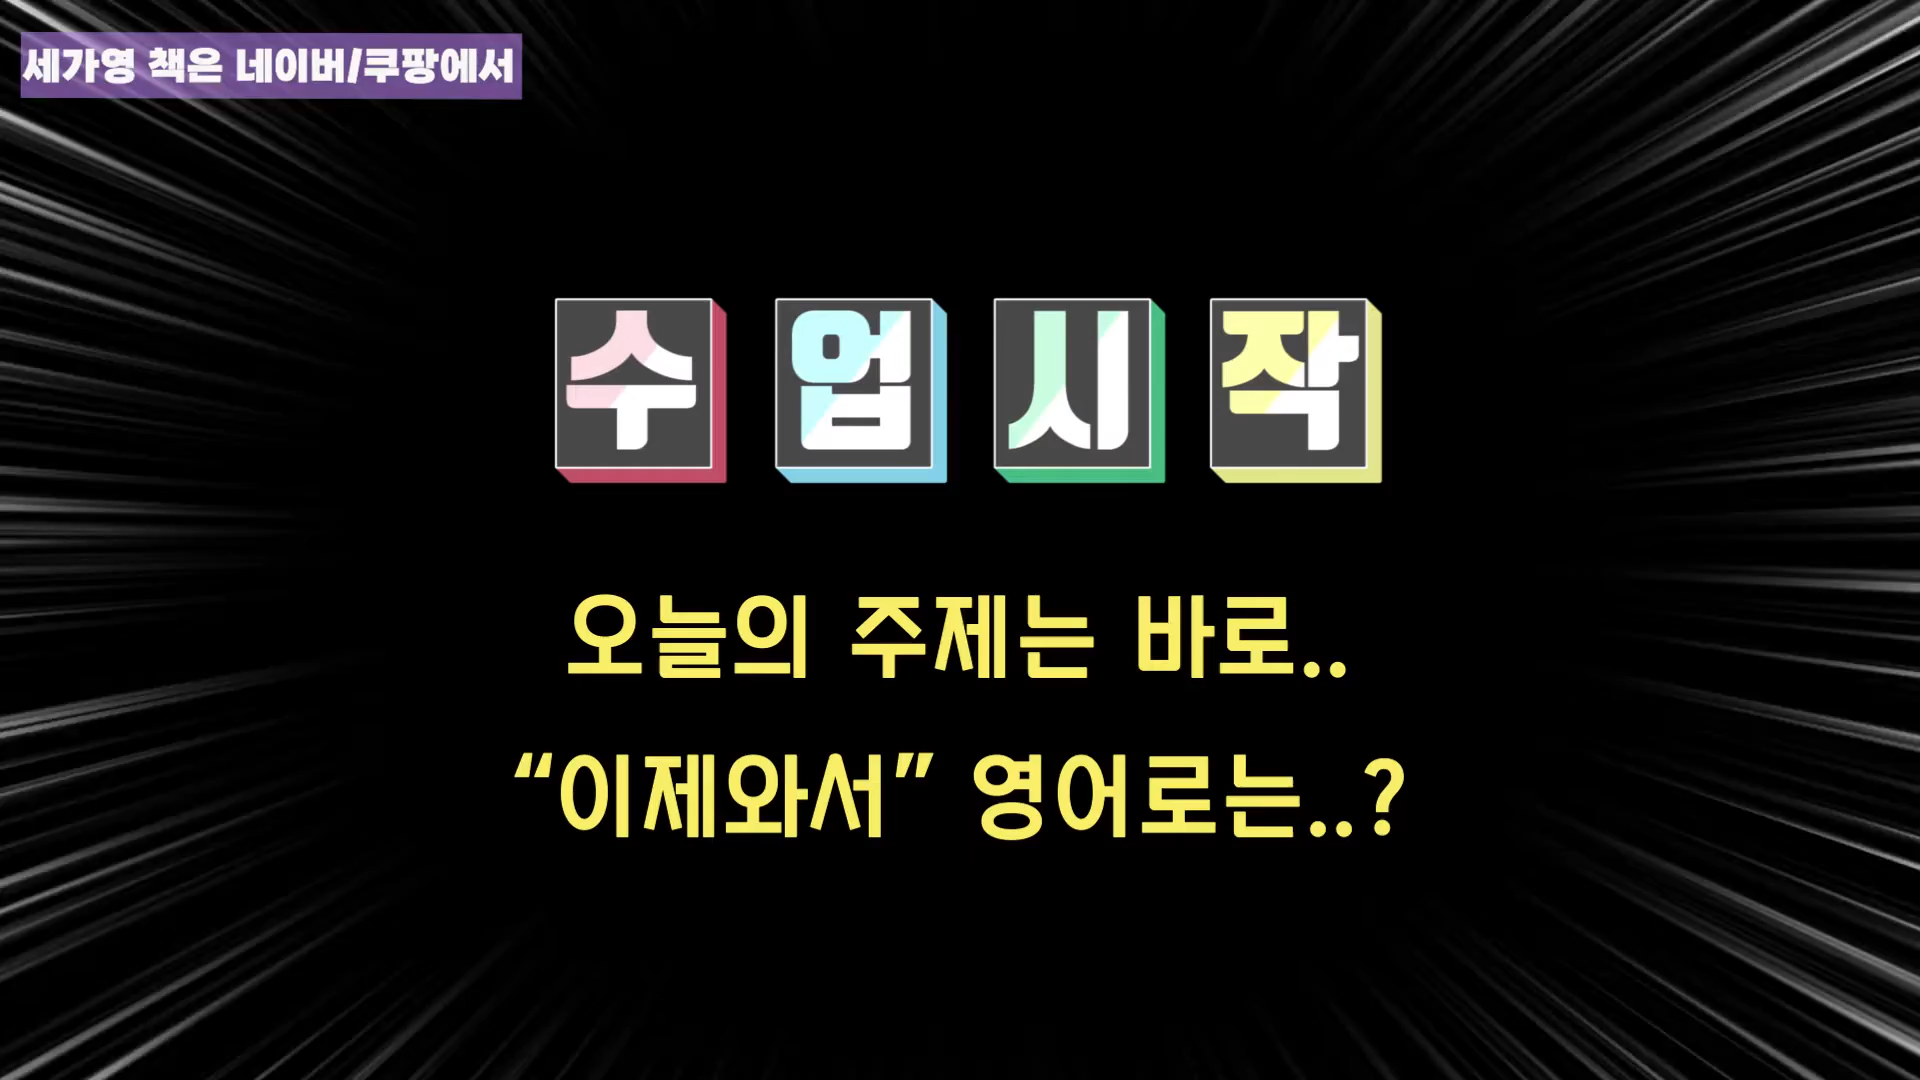 세가영 책은 네이버/쿠팡에서
수업시작
오늘의 주제는 바로..
“이제와서” 영어로는..?